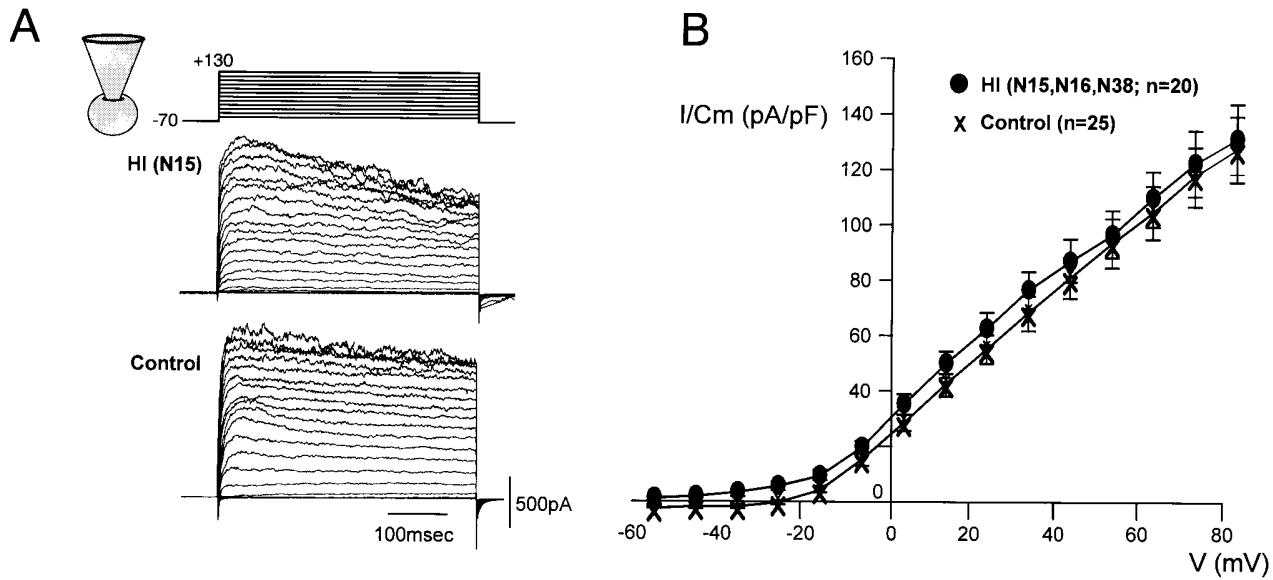 A
+130
-70
HI (N15)
Control
500pA
100msec
B
I/Cm (pA/pF)
HI (N15,N16,N38; n=20)
Control (n=25)
160
140
120
100
80
60
40
0
-60
-40
-20
0
20
40
60
80
V (mV)